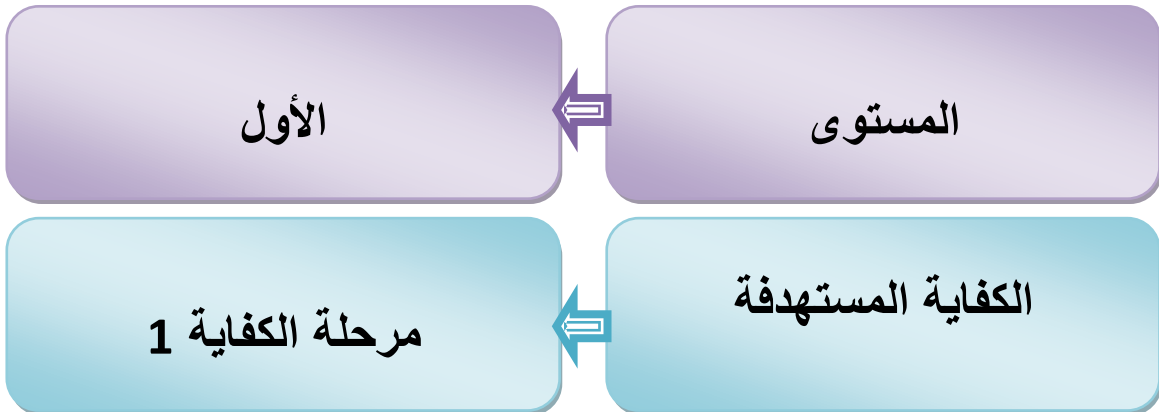 المستوى
الأول
الكفاية المستهدفة
مرحلة الكفاية 1